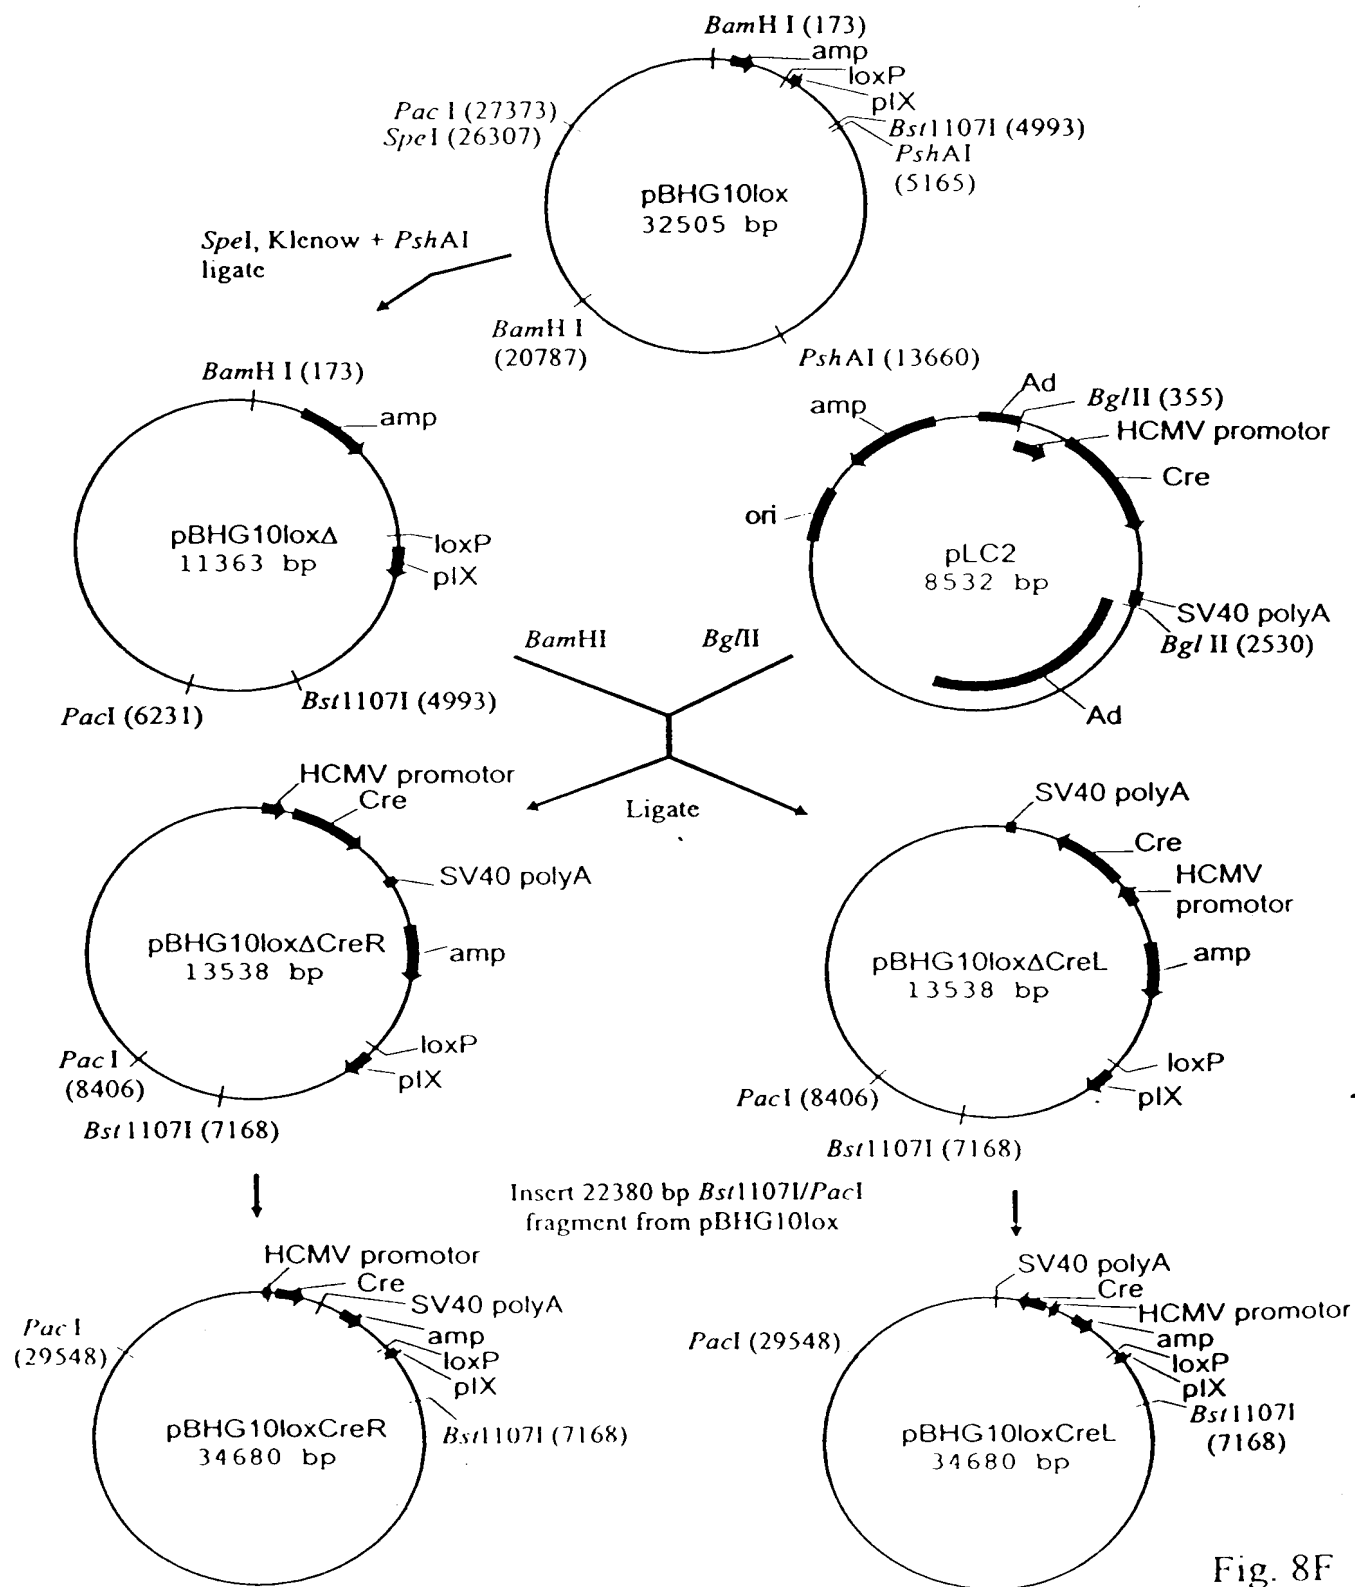 BamH I (173)
amp
loxP
pIX
Pac I (27373)
SpeI (26307)
Bst1107I (4993)
PshAI
(5165)
pBHG10lox
32505 bp
SpeI, Klenow + PshAI
ligate
BamH I
(20787)
PshAI (13660)
BamH I (173)
amp
pBHG10loxΔ
11363 bp
loxP
pIX
PacI (6231)
Bst1107I (4993)
Ad
BglII (355)
amp
HCMV promotor
Cre
ori
pLC2
8532 bp
SV40 polyA
Bgl II (2530)
Ad
BamHI
BglII
Ligate
HCMV promotor
Cre
SV40 polyA
pBHG10loxΔCreR
13538 bp
amp
loxP
pIX
Pac I
(8406)
Bst1107I (7168)
SV40 polyA
Cre
HCMV
promotor
pBHG10loxΔCreL
13538 bp
amp
loxP
pIX
PacI (8406)
Bst1107I (7168)
Insert 22380 bp Bst1107I/PacI
fragment from pBHG10lox
HCMV promotor
Cre
SV40 polyA
amp
loxP
pIX
Pac I
(29548)
pBHG10loxCreR
34680 bp
Bst1107I (7168)
SV40 polyA
Cre
HCMV promotor
amp
loxP
pIX
PacI (29548)
Bst1107I
(7168)
pBHG10loxCreL
34680 bp
Fig. 8F